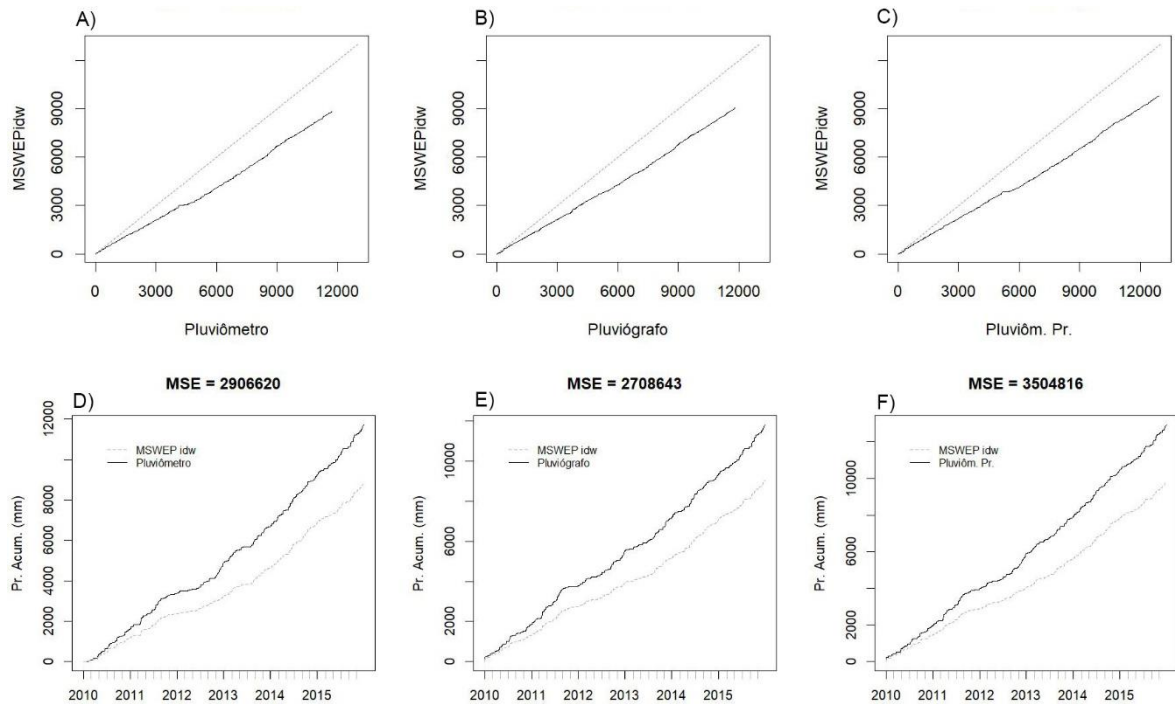 A)
MSWEPidw
0 3000 6000 9000
0 3000 6000 9000 12000
Pluviômetro
B)
MSWEPidw
0 3000 6000 9000
0 3000 6000 9000 12000
Pluviógrafo
C)
MSWEPidw
0 3000 6000 9000
0 3000 6000 9000 12000
Pluviôm. Pr.
MSE = 2906620
D)
Pr. Acum. (mm)
0 2000 4000 6000 8000 10000 12000
MSWEP idw
Pluviômetro
2010 2011 2012 2013 2014 2015
MSE = 2708643
E)
Pr. Acum. (mm)
0 2000 4000 6000 10000
MSWEP idw
Pluviógrafo
2010 2011 2012 2013 2014 2015
MSE = 3504816
F)
Pr. Acum. (mm)
0 2000 4000 6000 10000
MSWEP idw
Pluviôm. Pr.
2010 2011 2012 2013 2014 2015